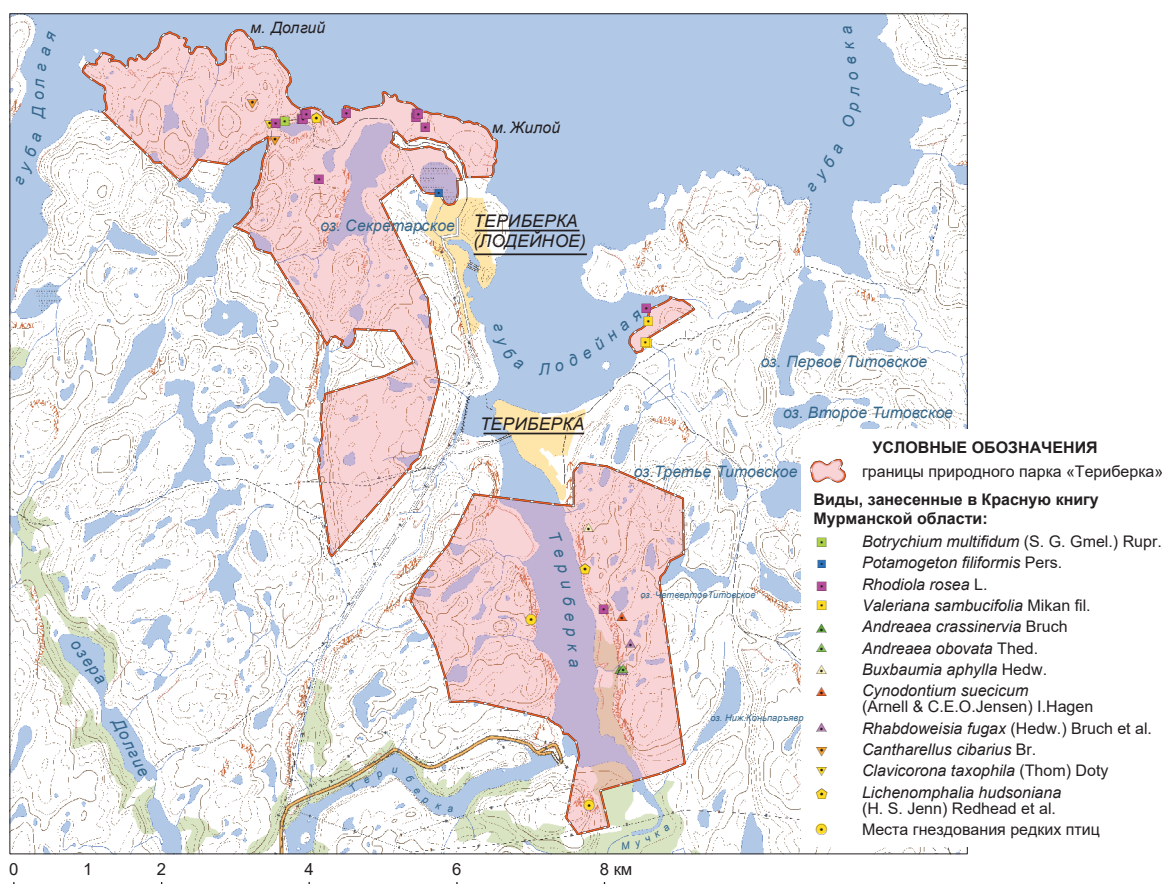 м. Долгий
губа Долгая
губа Орловка
м. Жилой
оз. Секретарское
ТЕРИБЕРКА
(ЛОДЕЙНОЕ)
губа Лодейная
оз. Первое Титовское
оз. Второе Титовское
ТЕРИБЕРКА
оз. Третье Титовское
Териберка
оз. Четвертое Титовское
озера Долгие
оз. Ниж.Коньпаръявр
Териберка
Мучка
УСЛОВНЫЕ ОБОЗНАЧЕНИЯ
границы природного парка «Териберка»
Виды, занесенные в Красную книгу
Мурманской области:
Botrychium multifidum (S. G. Gmel.) Rupr.
Potamogeton filiformis Pers.
Rhodiola rosea L.
Valeriana sambucifolia Mikan fil.
Andreaea crassinervia Bruch
Andreaea obovata Thed.
Buxbaumia aphylla Hedw.
Cynodontium suecicum
(Arnell & C.E.O.Jensen) I.Hagen
Rhabdoweisia fugax (Hedw.) Bruch et al.
Cantharellus cibarius Br.
Clavicorona taxophila (Thom) Doty
Lichenomphalia hudsoniana
(H. S. Jenn) Redhead et al.
Места гнездования редких птиц
0 1 2 4 6 8 км